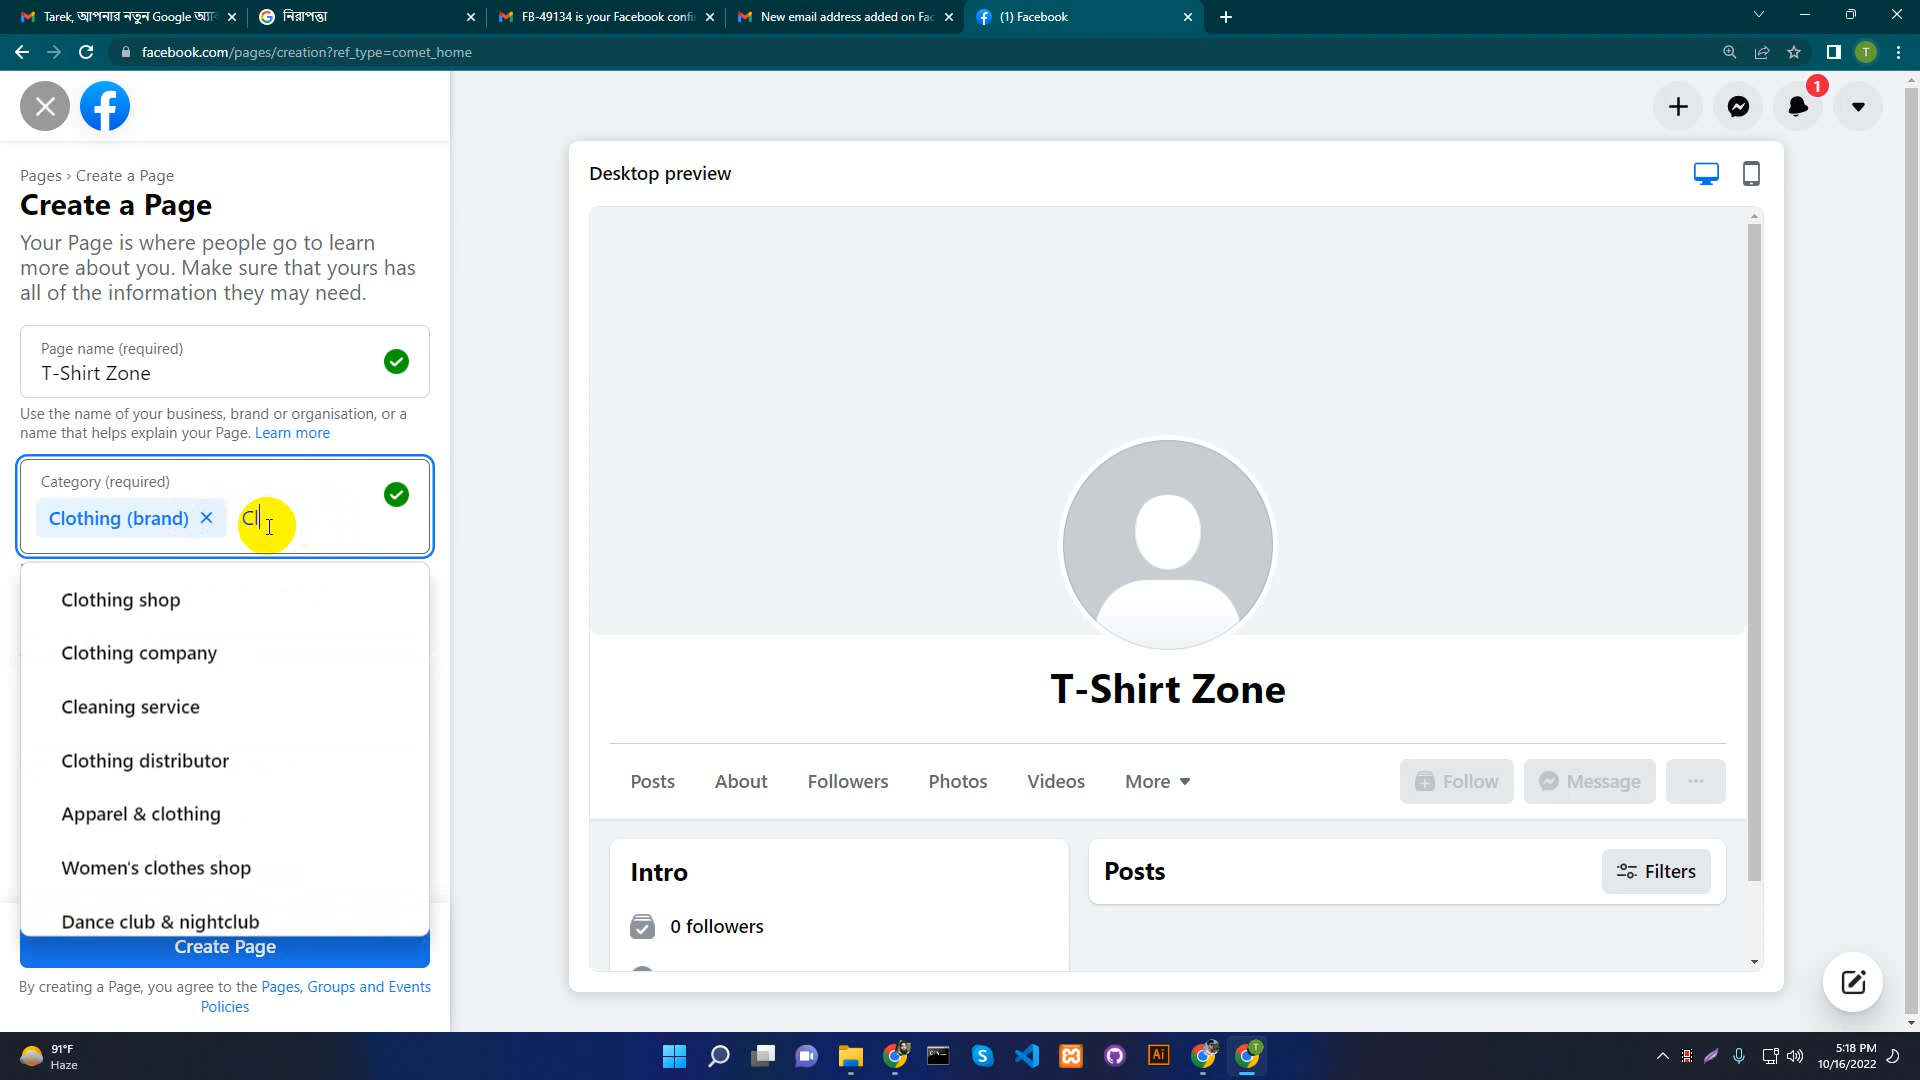 Tarek, আপনার নতুন Google অ্যা
নিরাপত্তা
FB-49134 is your Facebook confi
New email address added on Fac
(1) Facebook
facebook.com/pages/creation?ref_type=comet_home
T
1
Pages › Create a Page
Create a Page
Your Page is where people go to learn
more about you. Make sure that yours has
all of the information they may need.
Page name (required)
T-Shirt Zone
Use the name of your business, brand or organisation, or a
name that helps explain your Page. Learn more
Category (required)
Clothing (brand) Cl
Clothing shop
Clothing company
Cleaning service
Clothing distributor
Apparel & clothing
Women's clothes shop
Dance club & nightclub
Create Page
By creating a Page, you agree to the Pages, Groups and Events
Policies
Desktop preview
T-Shirt Zone
Posts About Followers Photos Videos More
Follow Message
Intro
0 followers
Posts
Filters
91°F
Haze
Ai
T
5:18 PM
10/16/2022